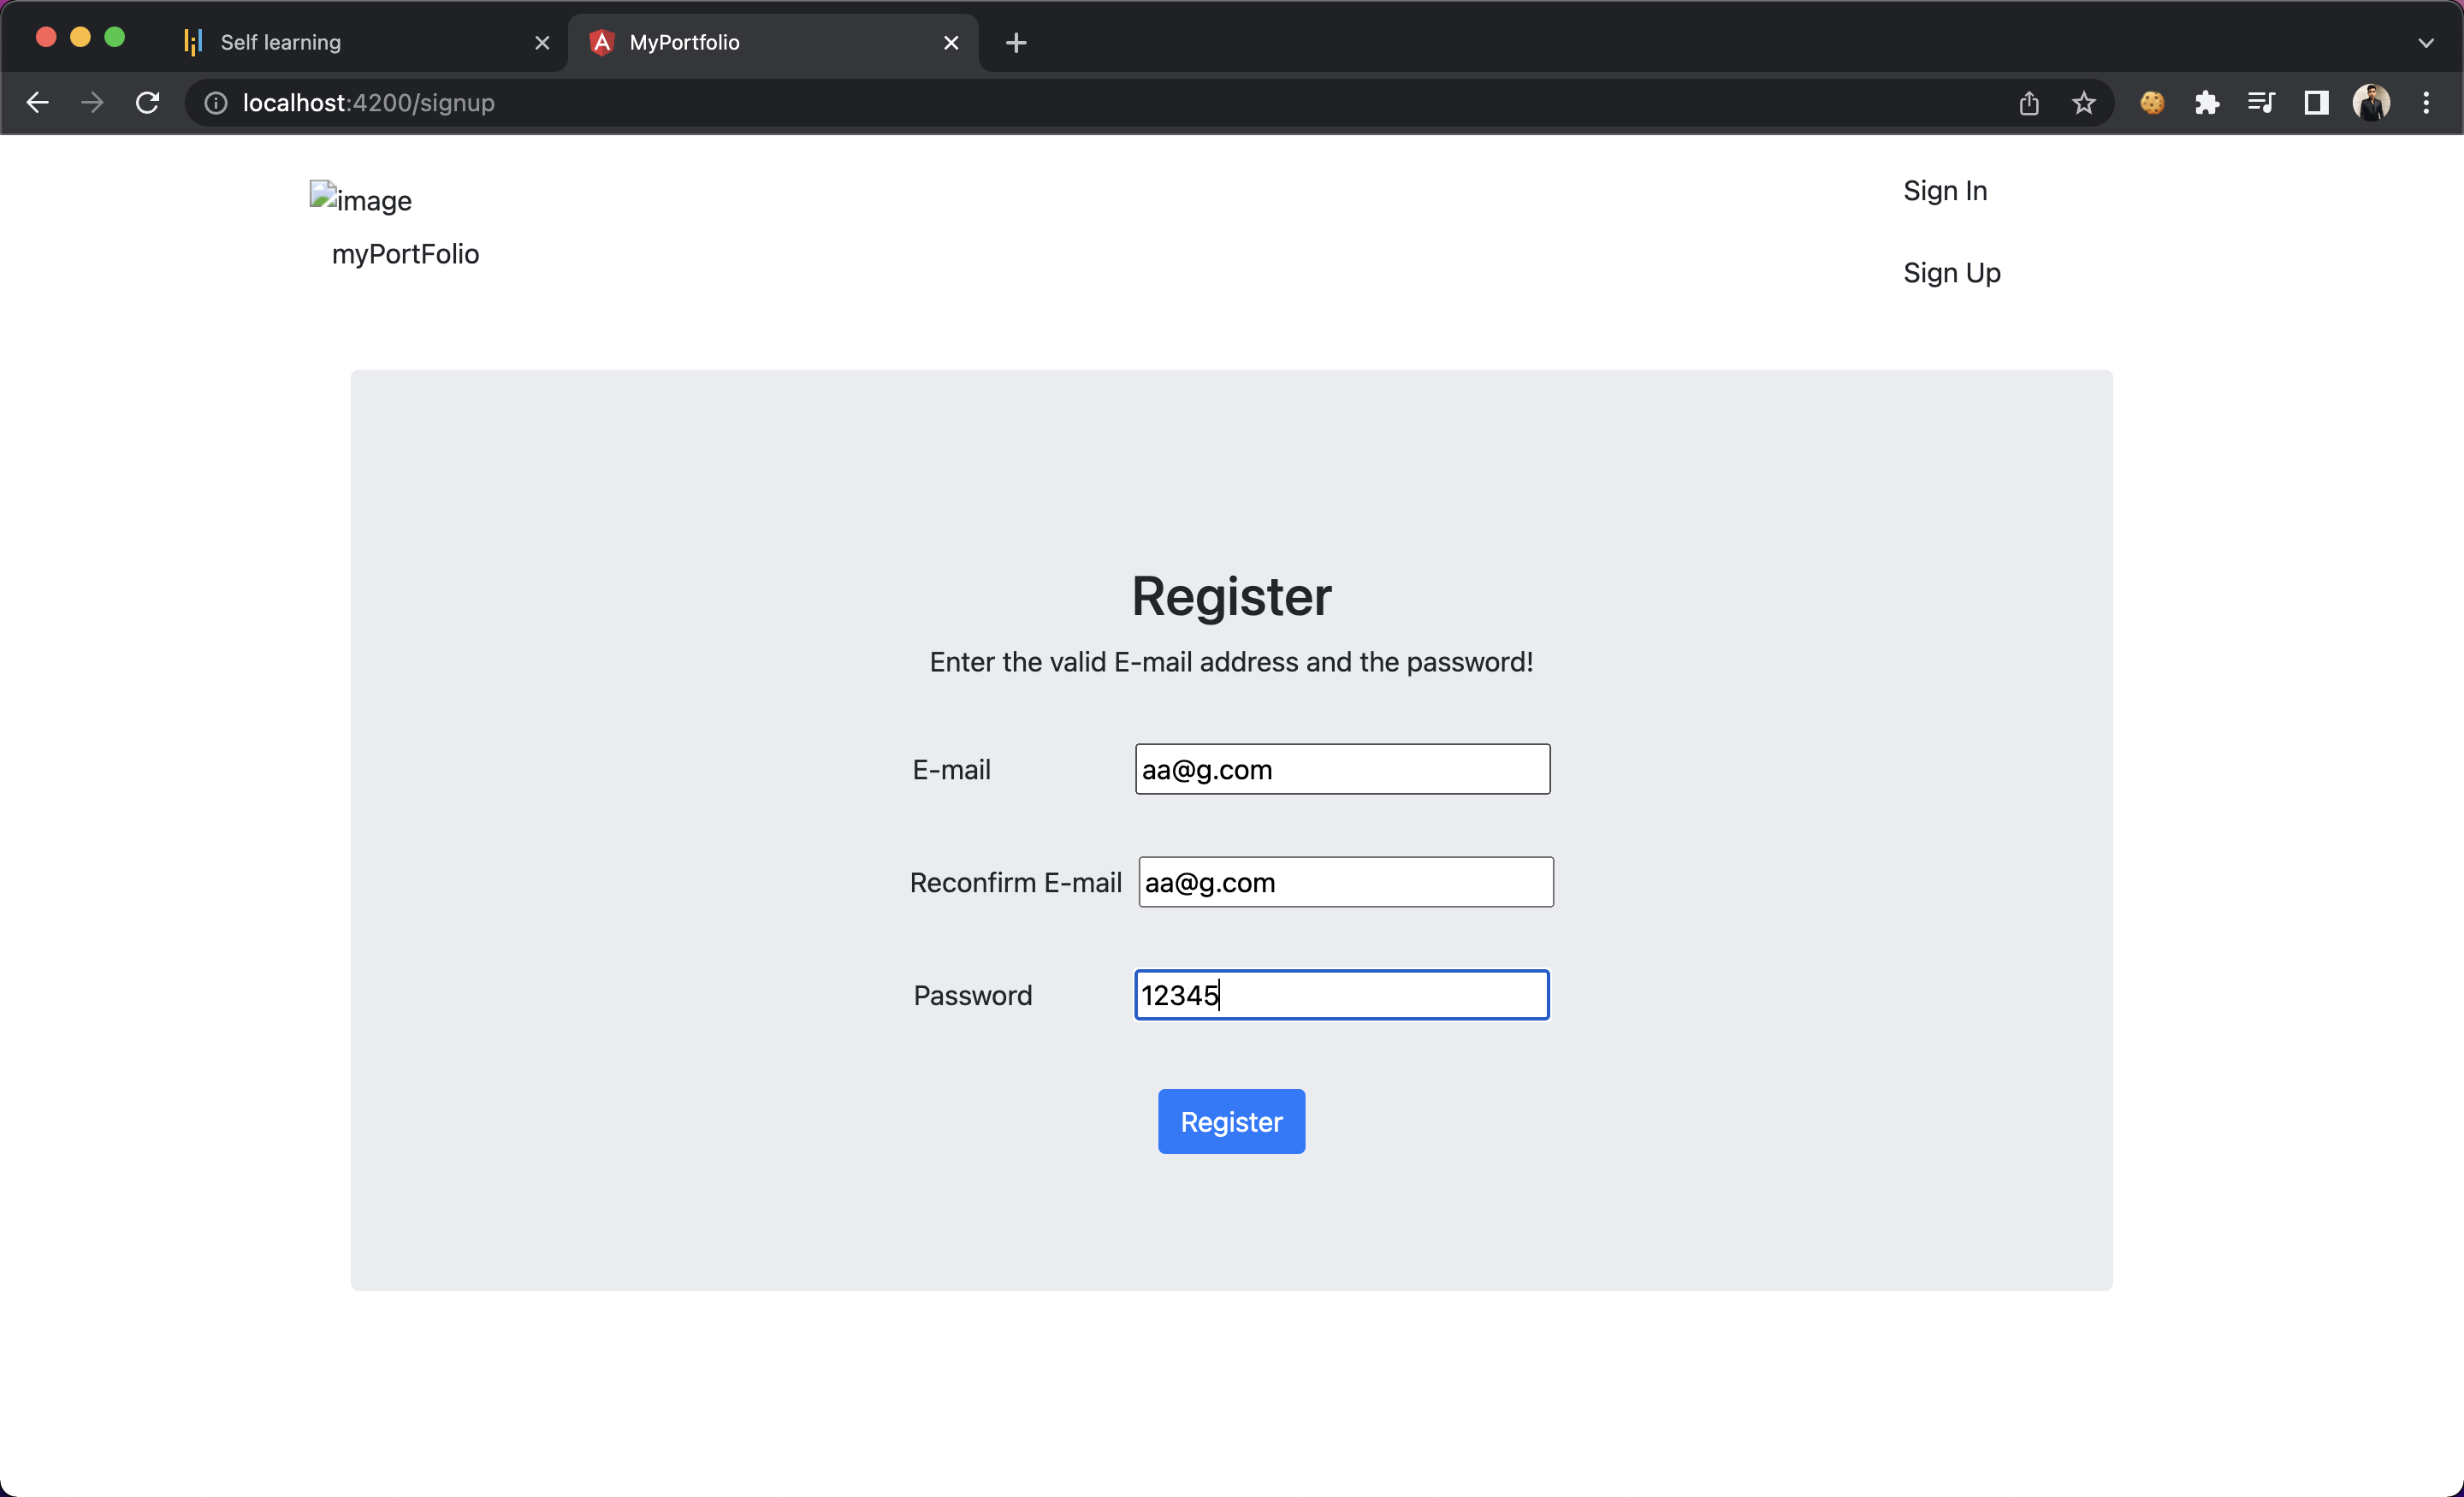 Self learning
MyPortfolio
localhost:4200/signup
image
myPortFolio
Sign In
Sign Up
Register
Enter the valid E-mail address and the password!
E-mail aa@g.com
Reconfirm E-mail aa@g.com
Password 12345
Register